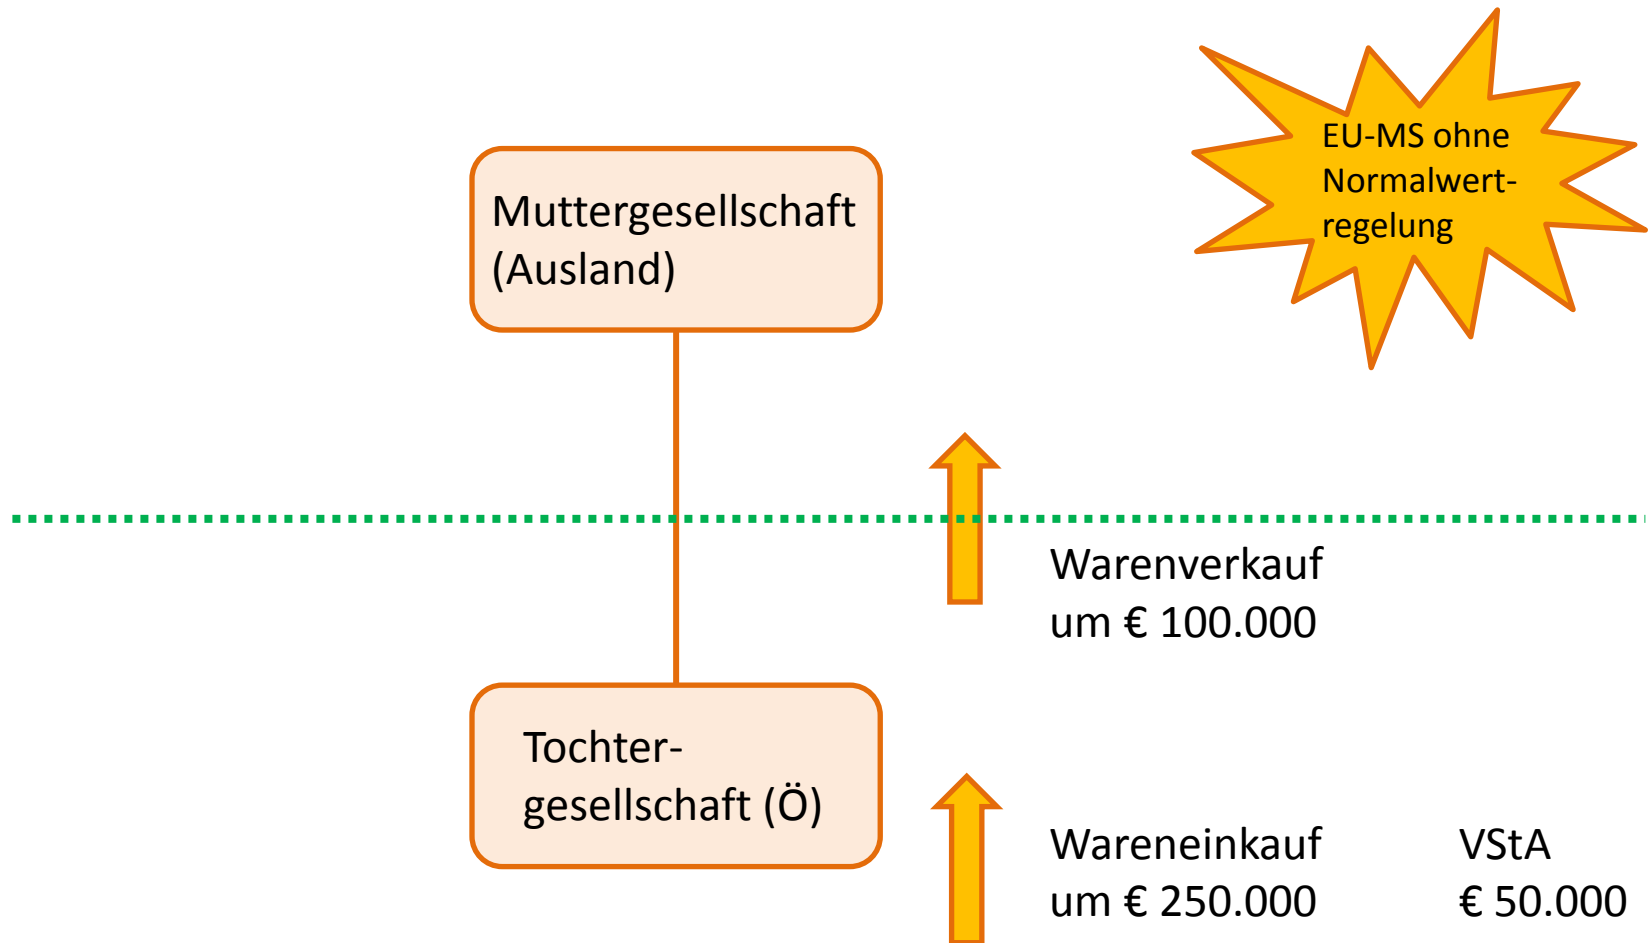 EU-MS ohne
Normalwert-
regelung
Muttergesellschaft
(Ausland)
Warenverkauf
um € 100.000
Tochter-
gesellschaft (Ö)
Wareneinkauf
um € 250.000
VStA
€ 50.000